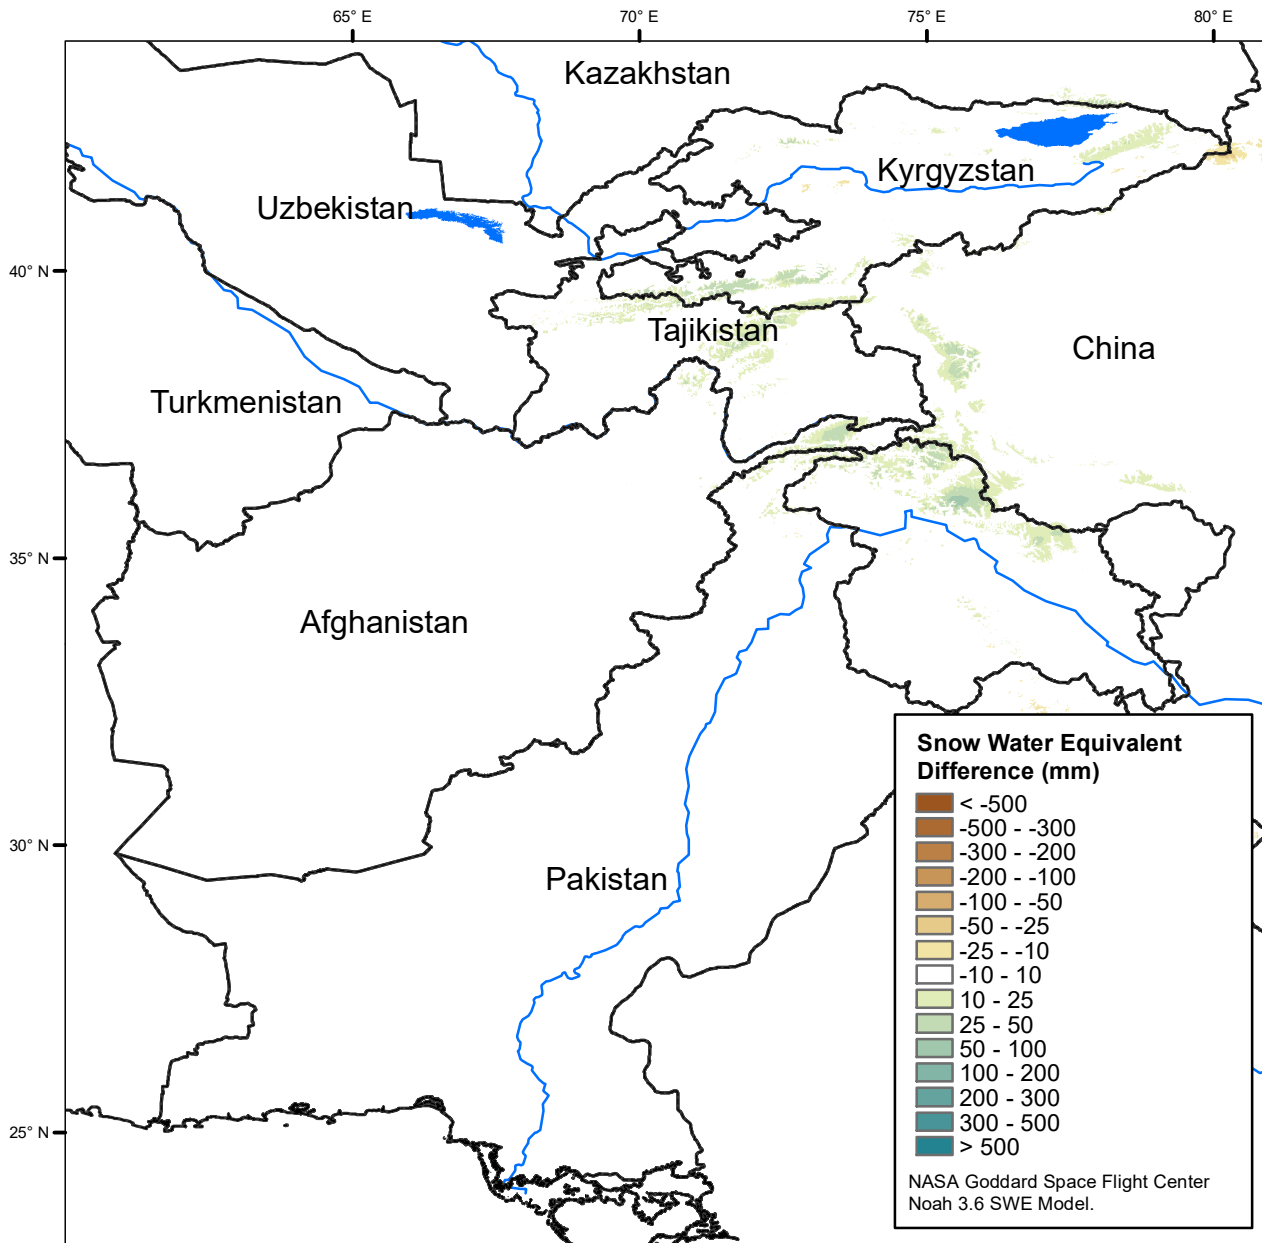 65° E
70° E
75° E
80° E
Kazakhstan
Kyrgyzstan
Uzbekistan
40° N
Tajikistan
China
Turkmenistan
35° N
Afghanistan
Snow Water Equivalent
Difference (mm)
< -500
-500 - -300
-300 - -200
-200 - -100
-100 - -50
-50 - -25
-25 - -10
-10 - 10
10 - 25
25 - 50
50 - 100
100 - 200
200 - 300
300 - 500
> 500
NASA Goddard Space Flight Center
Noah 3.6 SWE Model.
30° N
Pakistan
25° N